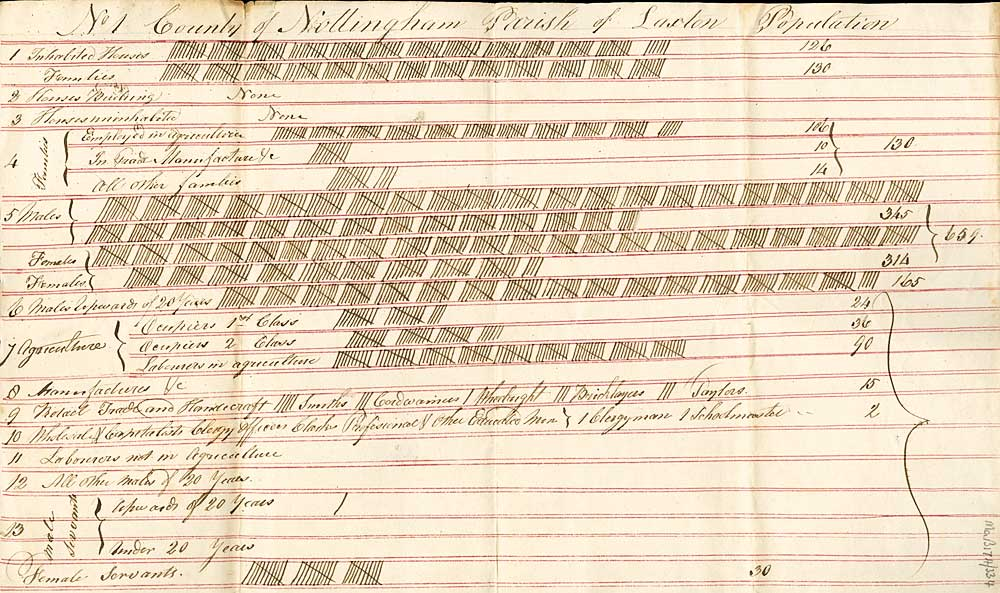 No 1 County of Nottingham Parish of Laxton Population
1 Inhabited Houses 126
Families 130
2 Houses Building None
3 Houses uninhabited None
4 Families { Employed in agriculture 106
In Trade Manufacture &c 10 } 130
All other families 14
5 Males { 345
} 659.
Females { 314
Females
6 Males Upwards of 20 Years 165
7 Agriculture { Occupiers 1st Class 24
Occupiers 2 Class 36
Labourers in agriculture 90
8 Manufactures &c
9 Retail Trade and Handicraft Smiths Cordwainers 1 Wheelright Bricklayers Taylors. 15
10 Wholesale & Capitalists Clergy Officers Clerks Profesional & Other Educated Men } 1 Clergyman 1 Schoolmaster 2
11 Labourers not in Agriculture
12 All other males of 20 Years.
13 male servants { Upwards of 20 Years
Under 20 Years
Female Servants. 30